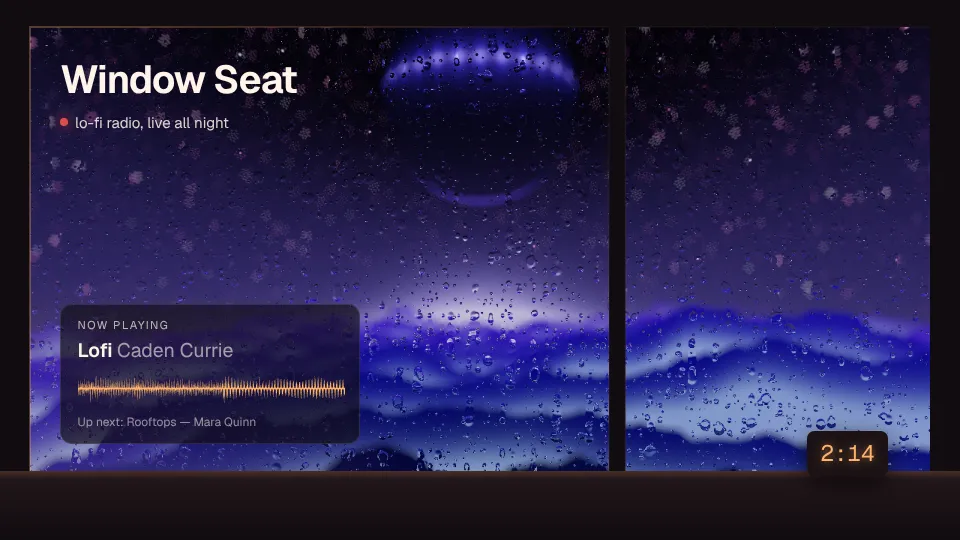 Window Seat
lo-fi radio, live all night
NOW PLAYING
Lofi Caden Currie
Up next: Rooftops — Mara Quinn
2:14